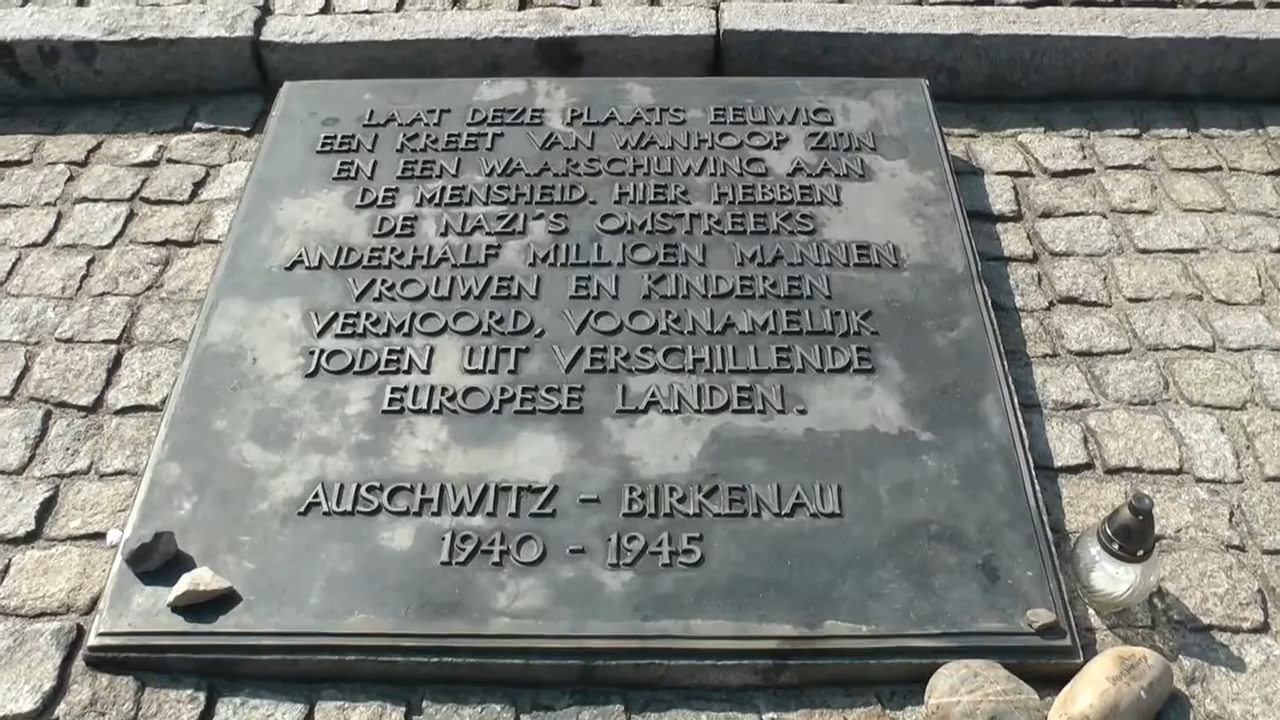 LAAT DEZE PLAATS EEUWIG
EEN KREET VAN WANHOOP ZIJN
EN EEN WAARSCHUWING AAN
DE MENSHEID. HIER HEBBEN
DE NAZI´S OMSTREEKS
ANDERHALF MILLIOEN MANNEN
VROUWEN EN KINDEREN
VERMOORD, VOORNAMELIJK
JODEN UIT VERSCHILLENDE
EUROPESE LANDEN.
AUSCHWITZ - BIRKENAU
1940 - 1945